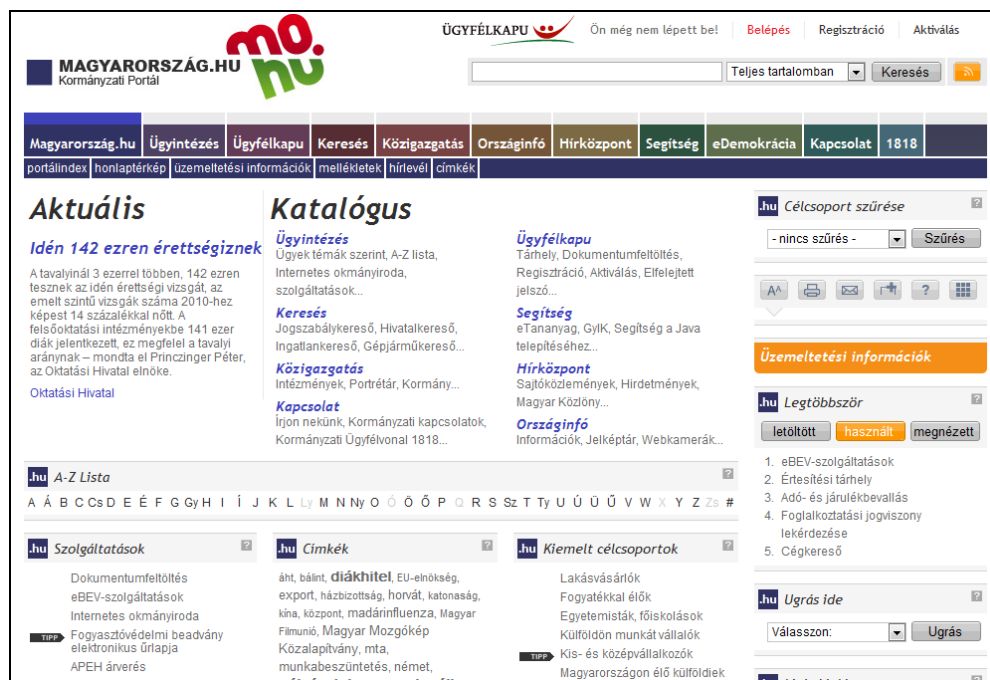 mo.
hu
MAGYARORSZÁG.HU
Kormányzati Portál
ÜGYFÉLKAPU
Ön még nem lépett be!
Belépés
Regisztráció
Aktiválás
Teljes tartalomban
Keresés
Magyarország.hu Ügyintézés Ügyfélkapu Keresés Közigazgatás Országinfó Hírközpont Segítség eDemokrácia Kapcsolat 1818
portálindex honlaptérkép üzemeltetési információk mellékletek hírlevél címkék
Aktuális
Idén 142 ezren érettségiznek
A tavalyinál 3 ezerrel többen, 142 ezren
tesznek az idén érettségi vizsgát, az
emelt szintű vizsgák száma 2010-hez
képest 14 százalékkal nőtt. A
felsőoktatási intézményekbe 141 ezer
diák jelentkezett, ez megfelel a tavalyi
aránynak – mondta el Princzinger Péter,
az Oktatási Hivatal elnöke.
Oktatási Hivatal
Katalógus
Ügyintézés
Ügyek témák szerint, A-Z lista,
Internetes okmányiroda,
szolgáltatások...
Keresés
Jogszabálykereső, Hivatalkereső,
Ingatlankereső, Gépjárműkereső...
Közigazgatás
Intézmények, Portrétár, Kormány...
Kapcsolat
Írjon nekünk, Kormányzati kapcsolatok,
Kormányzati Ügyfélvonal 1818...
Ügyfélkapu
Tárhely, Dokumentumfeltöltés,
Regisztráció, Aktiválás, Elfelejtett
jelszó...
Segítség
eTananyag, GyIK, Segítség a Java
telepítéséhez...
Hírközpont
Sajtóközlemények, Hirdetmények,
Magyar Közlöny...
Országinfó
Információk, Jelképtár, Webkamerák...
.hu A-Z Lista ?
A Á B C Cs D E É F G Gy H I Í J K L Ly M N Ny O Ó Ö Ő P Q R S Sz T Ty U Ú Ü Ű V W X Y Z Zs #
.hu Szolgáltatások ?
Dokumentumfeltöltés
eBEV-szolgáltatások
Internetes okmányiroda
TIPP Fogyasztóvédelmi beadvány
elektronikus űrlapja
APEH árverés
.hu Címkék ?
áht, bálint, diákhitel, EU-elnökség,
export, házbizottság, horvát, katonaság,
kína, központ, madárinfluenza, Magyar
Filmunió, Magyar Mozgókép
Közalapítvány, mta,
munkabeszüntetés, német,
.hu Kiemelt célcsoportok ?
Lakásvásárlók
Fogyatékkal élők
Egyetemisták, főiskolások
Külföldön munkát vállalók
TIPP Kis- és középvállalkozók
Magyarországon élő külföldiek
.hu Célcsoport szűrése ?
- nincs szűrés -
Szűrés
AA
?
Üzemeltetési információk
.hu Legtöbbször ?
letöltött használt megnézett
1. eBEV-szolgáltatások
2. Értesítési tárhely
3. Adó- és járulékbevallás
4. Foglalkoztatási jogviszony
lekérdezése
5. Cégkereső
.hu Ugrás ide ?
Válasszon:
Ugrás